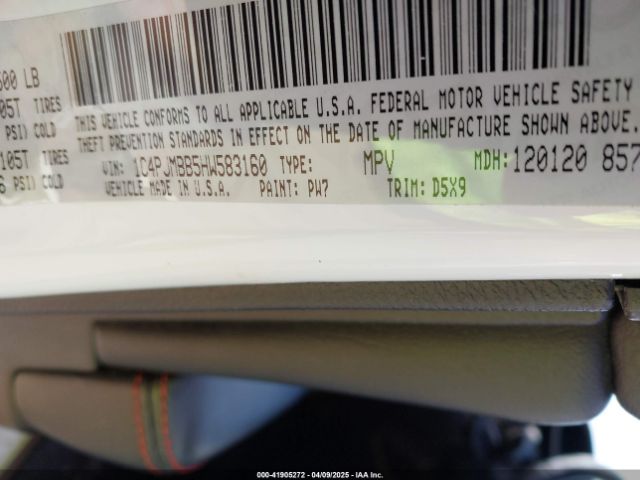 500 LB
05T TIRES
PSI) COLD
105T TIRES
6 PSI) COLD
THIS VEHICLE CONFORMS TO ALL APPLICABLE U.S.A. FEDERAL MOTOR VEHICLE SAFETY
THEFT PREVENTION STANDARDS IN EFFECT ON THE DATE OF MANUFACTURE SHOWN ABOVE.
VIN: 1C4PJMBB5HW583160 TYPE: MPV MDH: 120120 857
VEHICLE MADE IN U.S.A. PAINT: PW7 TRIM: D5X9
000-41905272 - 04/09/2025 - IAA Inc.